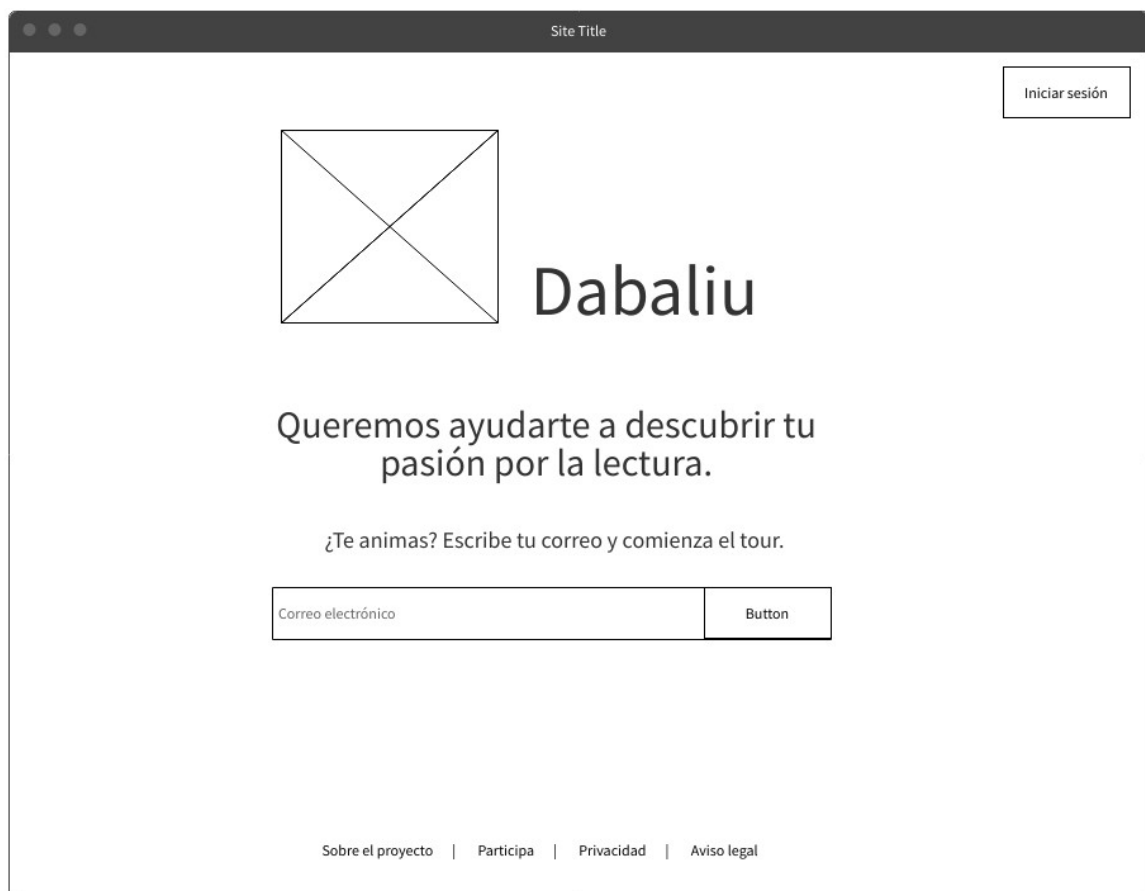 Site Title
Iniciar sesión
Dabaliu
Queremos ayudarte a descubrir tu
pasión por la lectura.
¿Te animas? Escribe tu correo y comienza el tour.
Correo electrónico
Button
Sobre el proyecto | Participa | Privacidad | Aviso legal